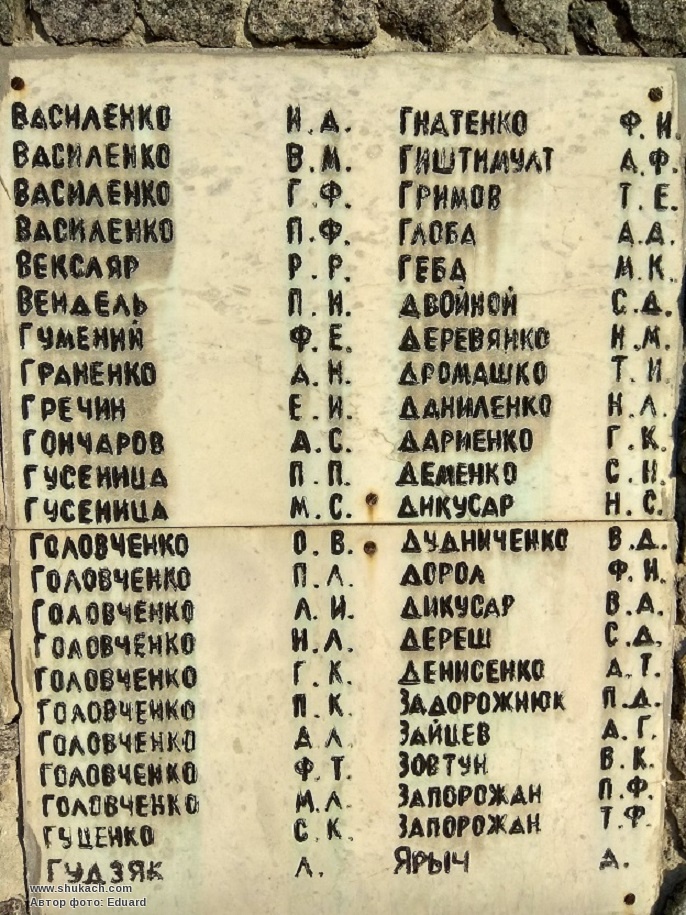 ВАСИЛЕНКО И.Д.
ВАСИЛЕНКО В.М.
ВАСИЛЕНКО Г.Ф.
ВАСИЛЕНКО П.Ф.
ВЕКСЛЯР Р.Р.
ВЕНДЕЛЬ П.И.
ГУМЕНИЙ Ф.Е.
ГРАНЕНКО А.Н.
ГРЕЧИН Е.И.
ГОНЧАРОВ А.С.
ГУСЕНИЦА П.П.
ГУСЕНИЦА М.С.
ГОЛОВЧЕНКО О.В.
ГОЛОВЧЕНКО П.Л.
ГОЛОВЧЕНКО Л.И.
ГОЛОВЧЕНКО Н.Л.
ГОЛОВЧЕНКО Г.К.
ГОЛОВЧЕНКО П.К.
ГОЛОВЧЕНКО Д Л.
ГОЛОВЧЕНКО Ф.Т.
ГОЛОВЧЕНКО М.Л.
ГУЦЕНКО С.К.
ГУДЗЯК Л.
ГНАТЕНКО Ф.И.
ГИШТИМУЛТ А.Ф.
ГРИМОВ Т.Е.
ГЛОБА А.Д.
ГЕБА М.К.
ДВОЙНОЙ С.Д.
ДЕРЕВЯНКО Н.М.
ДРОМАШКО Т.И.
ДАНИЛЕНКО Н.Л.
ДАРИЕНКО Г.К.
ДЕМЕНКО С.Н.
ДИКУСАР Н.С.
ДУДНИЧЕНКО В.Д.
ДОРОЛ Ф.И.
ДИКУСАР В.А.
ДЕРЕШ С.Д.
ДЕНИСЕНКО А.Т.
ЗАДОРОЖНЮК П.Д.
ЗАЙЦЕВ А.Г.
ЗОВТУН В.К.
ЗАПОРОЖАН П.Ф.
ЗАПОРОЖАН Т.Ф.
ЯРЫЧ А.
www.shukach.com
Автор фото: Eduard